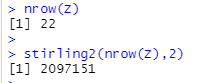 > nrow(Z)
[1] 22
>
> stirling2(nrow(Z),2)
[1] 2097151